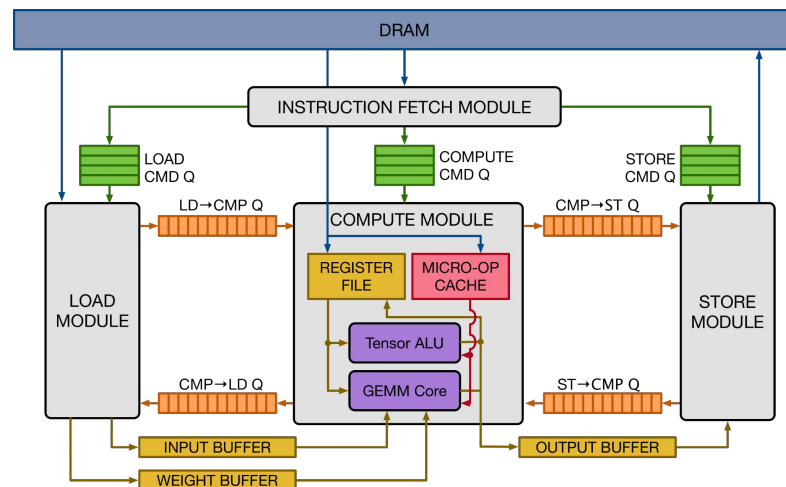 DRAM
INSTRUCTION FETCH MODULE
LOAD
CMD Q
COMPUTE
CMD Q
STORE
CMD Q
LD→CMP Q
COMPUTE MODULE
CMP→ST Q
REGISTER
FILE
MICRO-OP
CACHE
LOAD
MODULE
STORE
MODULE
Tensor ALU
GEMM Core
CMP→LD Q
ST→CMP Q
INPUT BUFFER
OUTPUT BUFFER
WEIGHT BUFFER